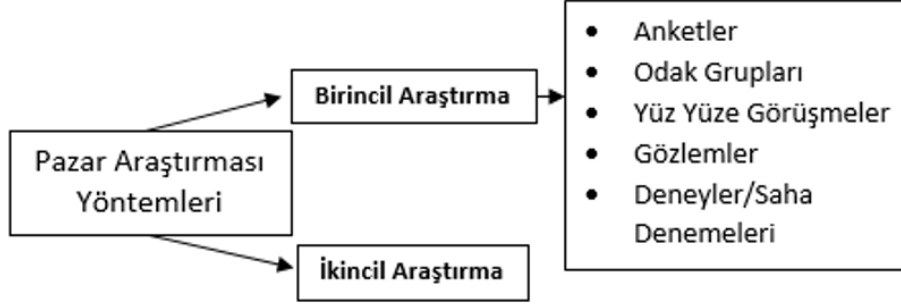 Pazar Araştırması
Yöntemleri
Birincil Araştırma
• Anketler
• Odak Grupları
• Yüz Yüze Görüşmeler
• Gözlemler
• Deneyler/Saha
Denemeleri
İkincil Araştırma